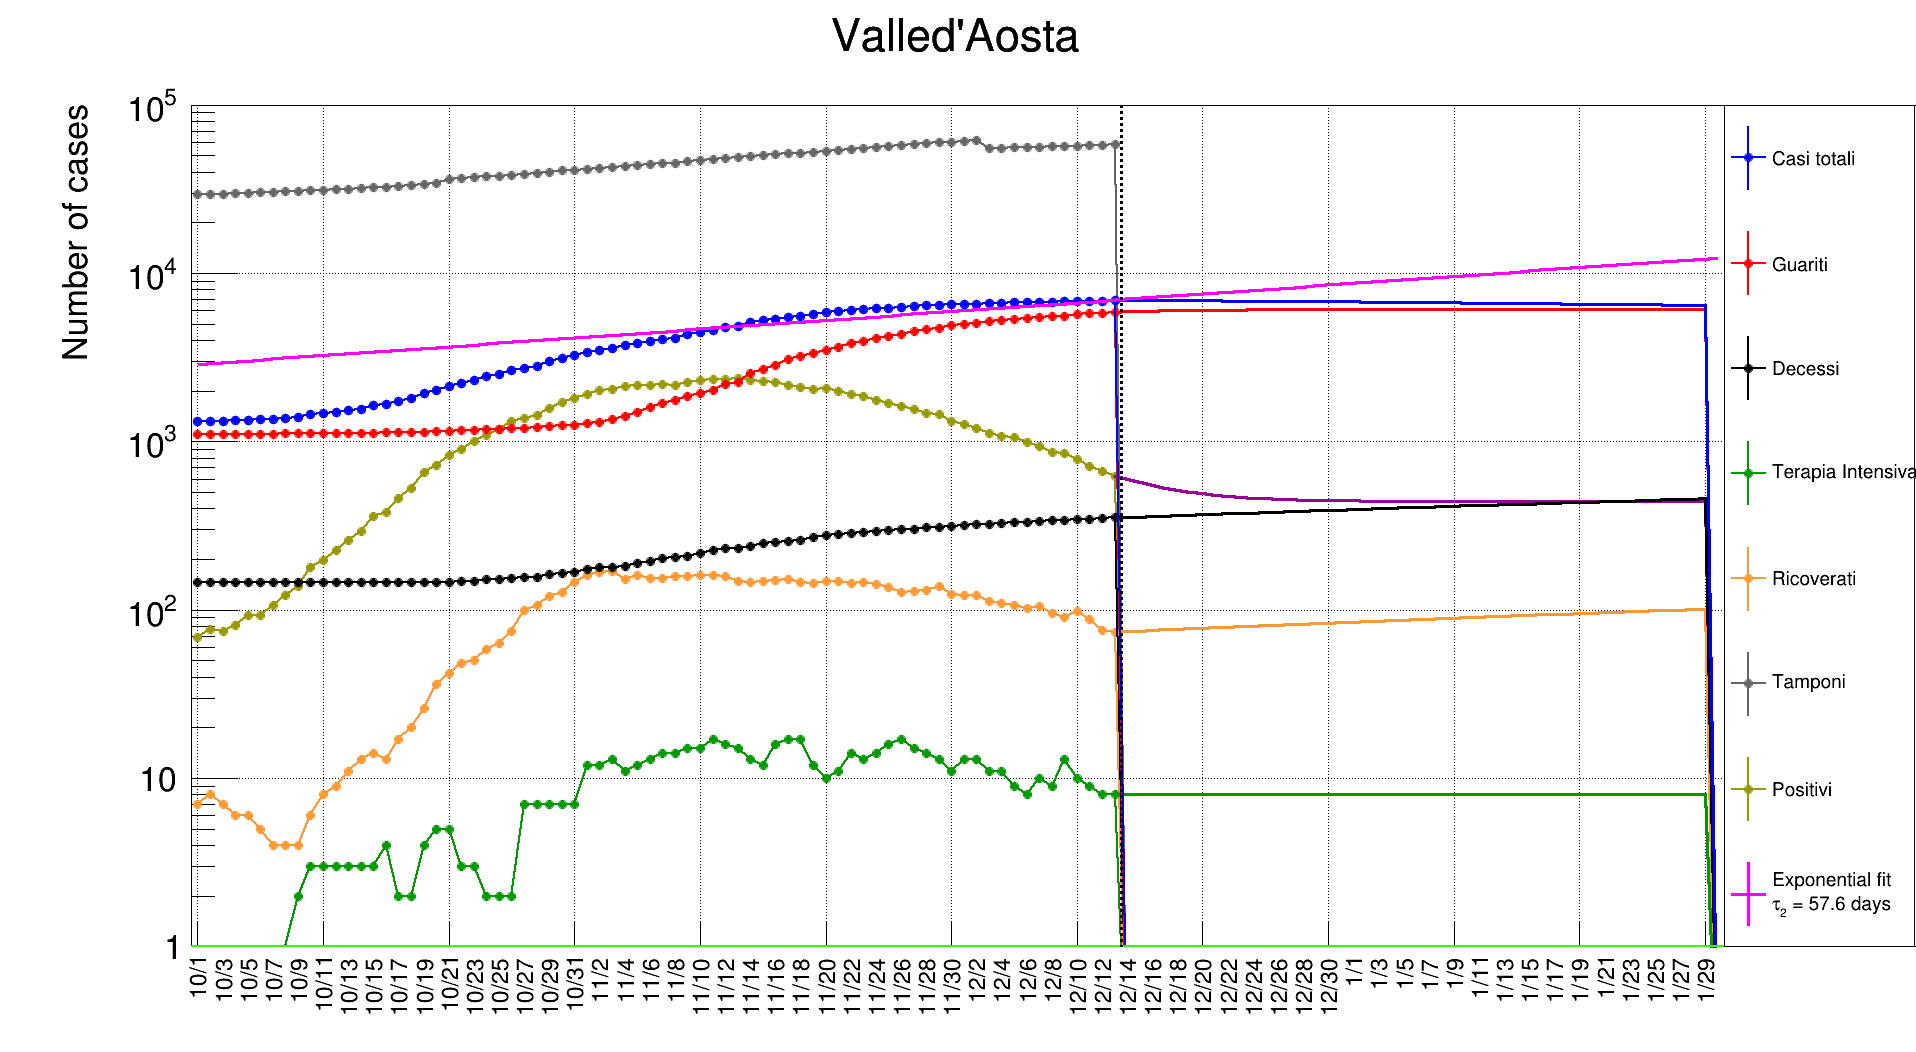 Valled'Aosta
Number of cases
10^5
10^4
10^3
10^2
10
1
10/1 10/3 10/5 10/7 10/9 10/11 10/13 10/15 10/17 10/19 10/21 10/23 10/25 10/27 10/29 10/31 11/2 11/4 11/6 11/8 11/10 11/12 11/14 11/16 11/18 11/20 11/22 11/24 11/26 11/28 11/30 12/2 12/4 12/6 12/8 12/10 12/12 12/14 12/16 12/18 12/20 12/22 12/24 12/26 12/28 12/30 1/1 1/3 1/5 1/7 1/9 1/11 1/13 1/15 1/17 1/19 1/21 1/23 1/25 1/27 1/29
Casi totali
Guariti
Decessi
Terapia Intensiva
Ricoverati
Tamponi
Positivi
Exponential fit
τ₂ = 57.6 days